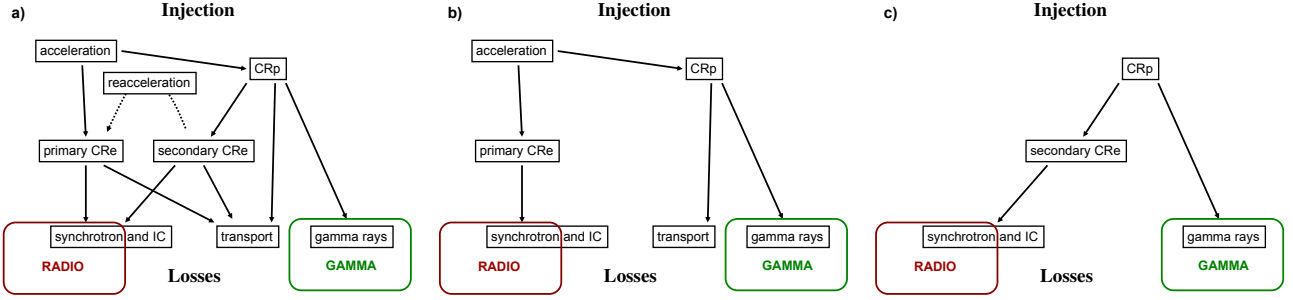 a)
Injection
acceleration
CRp
reacceleration
primary CRe
secondary CRe
synchrotron and IC
transport
gamma rays
RADIO
Losses
GAMMA
b)
Injection
acceleration
CRp
primary CRe
synchrotron and IC
transport
gamma rays
RADIO
Losses
GAMMA
c)
Injection
CRp
secondary CRe
synchrotron and IC
gamma rays
RADIO
Losses
GAMMA